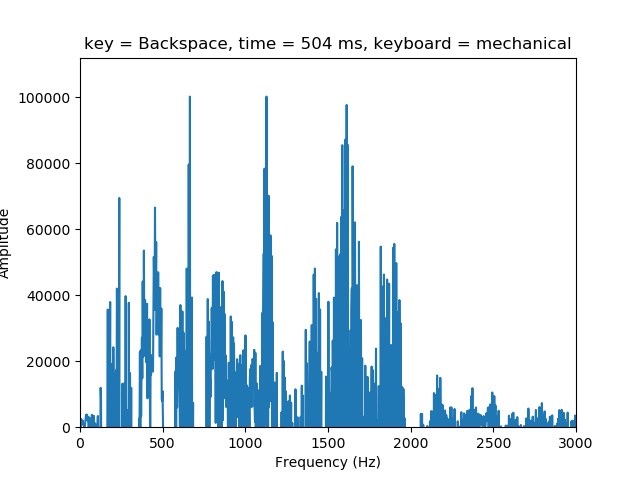 key = Backspace, time = 504 ms, keyboard = mechanical
100000
80000
60000
40000
20000
0
Amplitude
0 500 1000 1500 2000 2500 3000
Frequency (Hz)